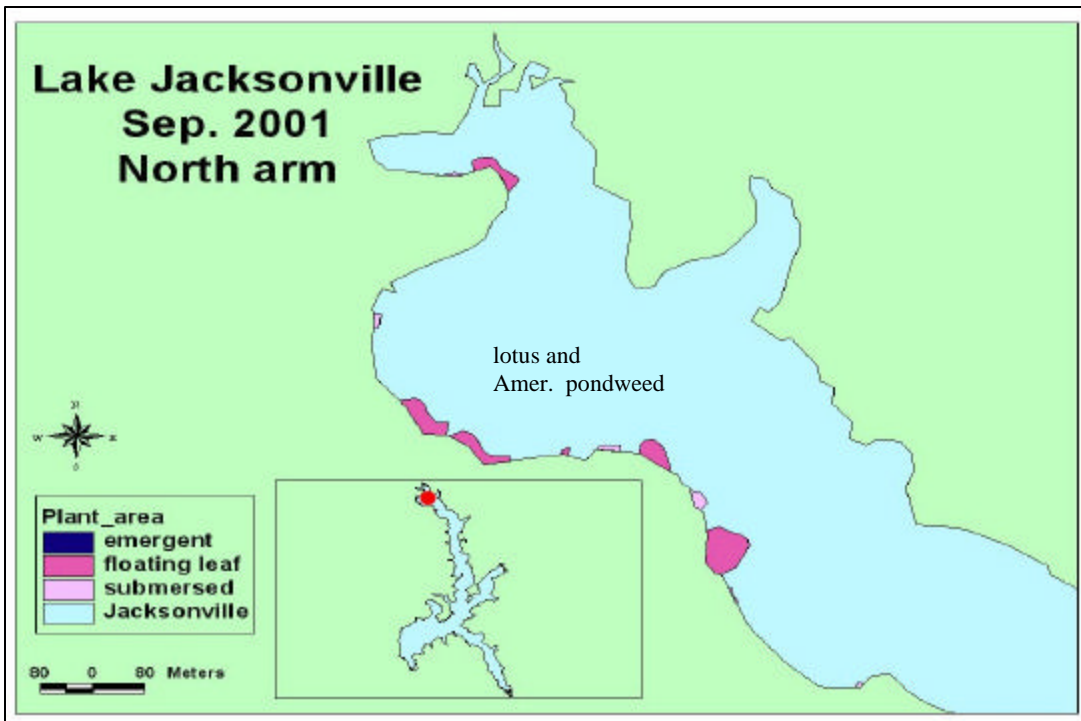 Lake Jacksonville
Sep. 2001
North arm
lotus and
Amer. pondweed
N
W
E
S
Plant_area
emergent
floating leaf
submersed
Jacksonville
80 0 80 Meters